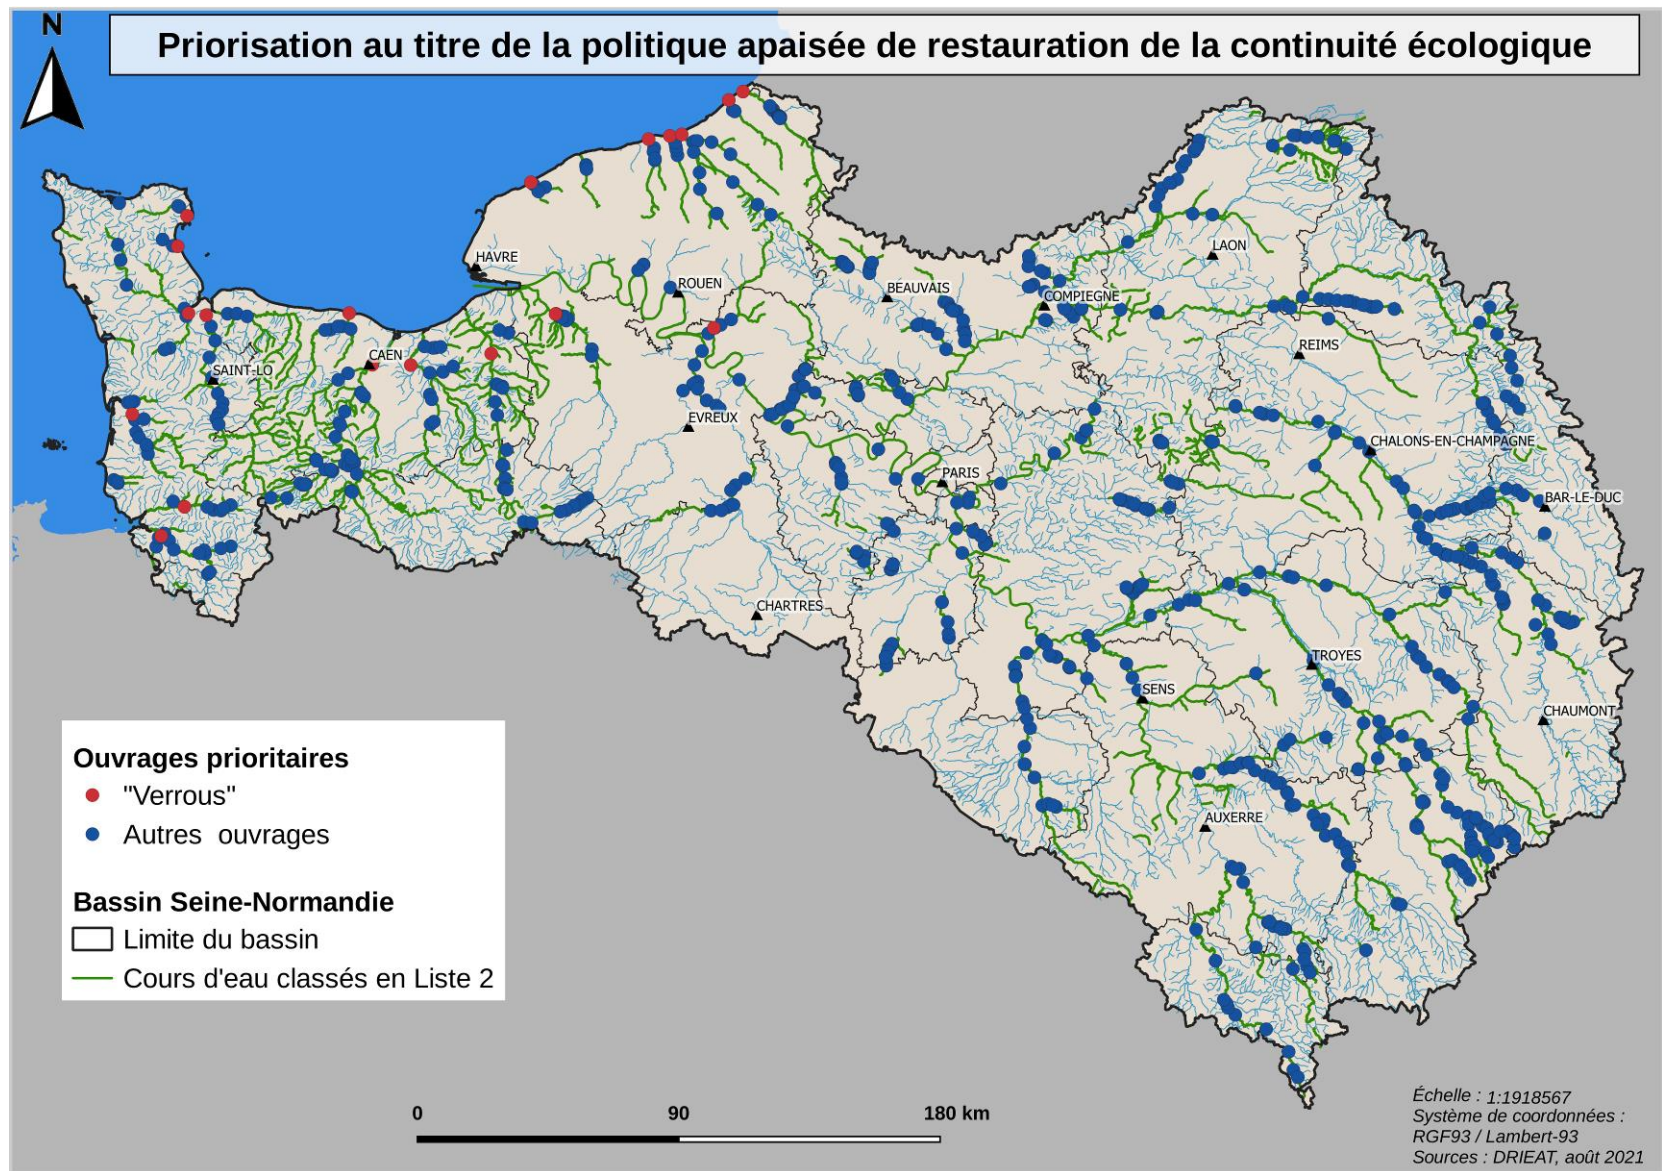 N
Priorisation au titre de la politique apaisée de restauration de la continuité écologique
HAVRE
ROUEN
BEAUVAIS
COMPIEGNE
LAON
REIMS
CAEN
SAINT-LO
EVREUX
PARIS
CHALONS-EN-CHAMPAGNE
BAR-LE-DUC
CHARTRES
TROYES
SENS
CHAUMONT
AUXERRE
Ouvrages prioritaires
"Verrous"
Autres ouvrages
Bassin Seine-Normandie
Limite du bassin
Cours d'eau classés en Liste 2
0 90 180 km
Échelle : 1:1918567
Système de coordonnées :
RGF93 / Lambert-93
Sources : DRIEAT, août 2021